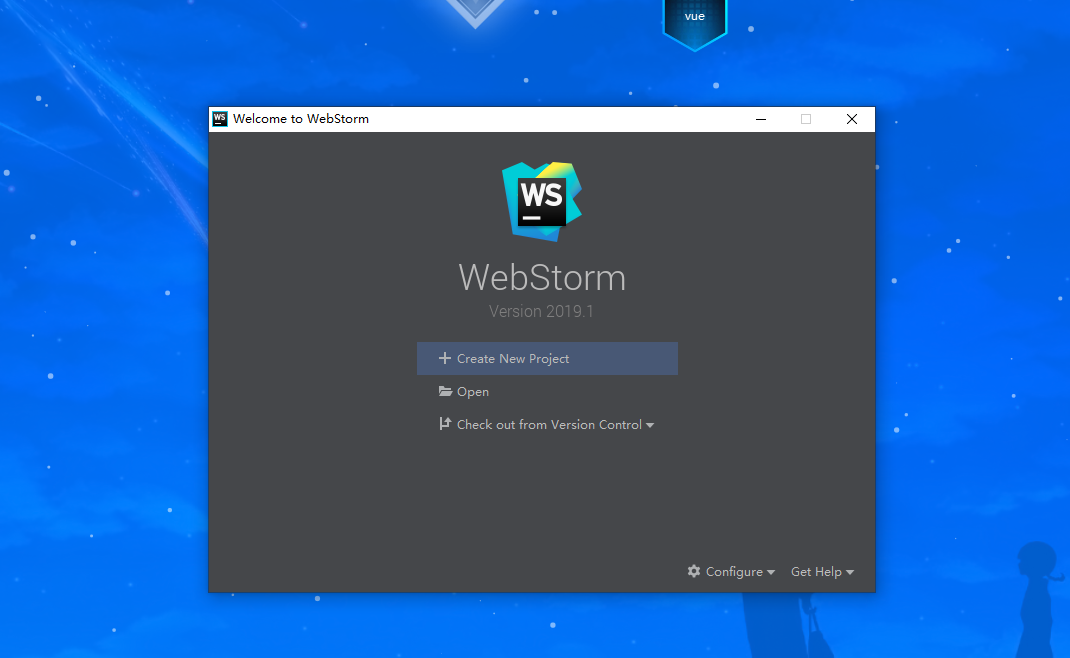 vue
WS
Welcome to WebStorm
WS
WebStorm
Version 2019.1
Create New Project
Open
Check out from Version Control
Configure
Get Help